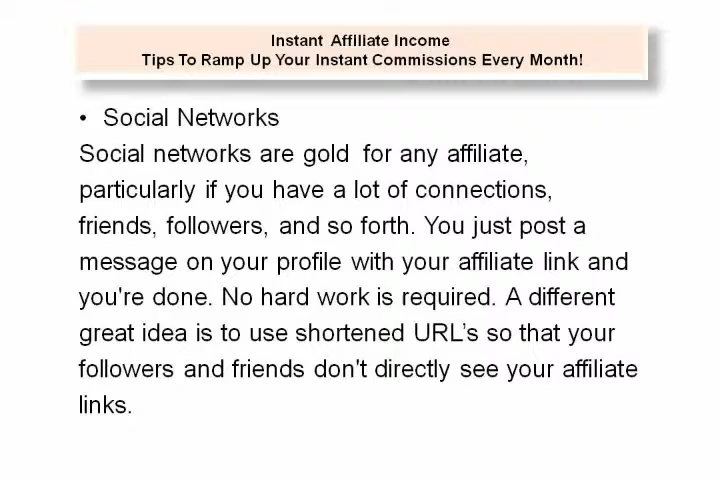 Instant Affiliate Income
Tips To Ramp Up Your Instant Commissions Every Month!
• Social Networks
Social networks are gold for any affiliate,
particularly if you have a lot of connections,
friends, followers, and so forth. You just post a
message on your profile with your affiliate link and
you're done. No hard work is required. A different
great idea is to use shortened URL’s so that your
followers and friends don't directly see your affiliate
links.